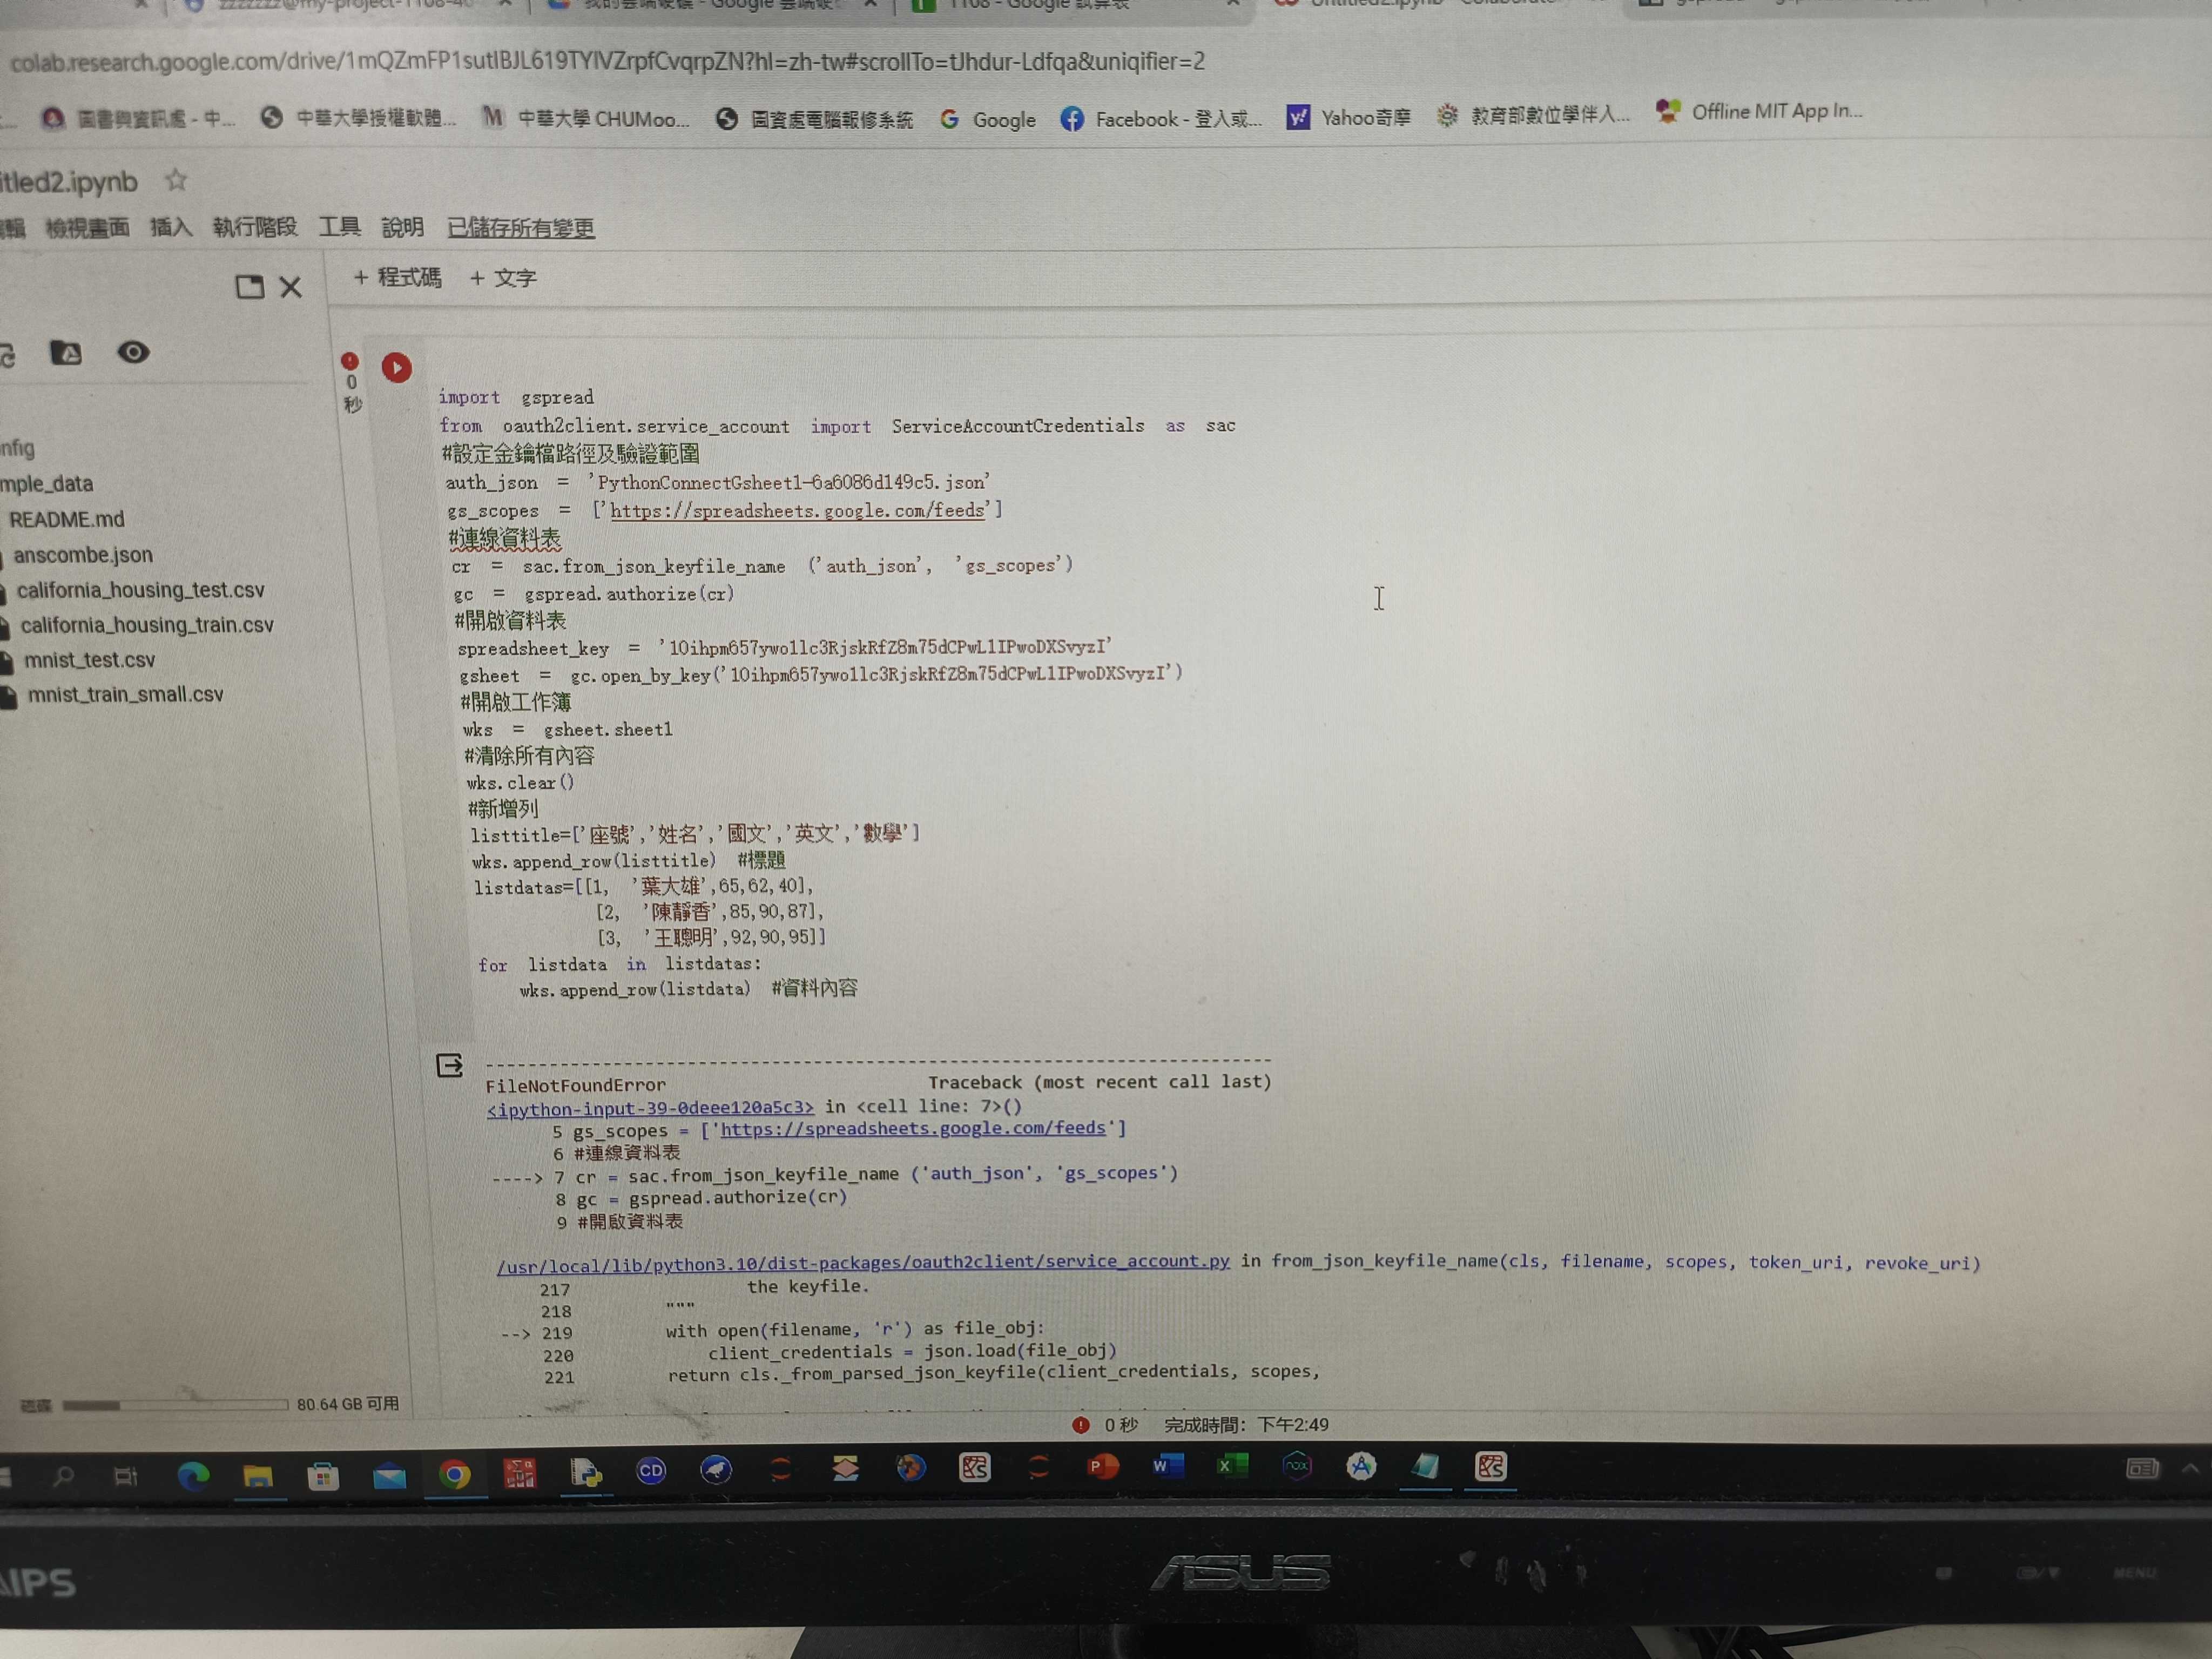 colab.research.google.com/drive/1mQZmFP1sutIBJL619TYIVZrpfCvqrpZN?hl=zh-tw#scrollTo=tJhdur-Ldfqa&uniqifier=2
圖書與資訊處 - 中... 中華大學授權軟體... 中華大學 CHUMoo... 圖資處電腦報修系統 Google Facebook - 登入或... Yahoo奇摩 教育部數位學伴入... Offline MIT App In...
itled2.ipynb
檢視畫面 插入 執行階段 工具 說明 已儲存所有變更
+ 程式碼 + 文字
nfig
mple_data
README.md
anscombe.json
california_housing_test.csv
california_housing_train.csv
mnist_test.csv
mnist_train_small.csv
80.64 GB 可用
0
秒
import gspread
from oauth2client.service_account import ServiceAccountCredentials as sac
#設定金鑰檔路徑及驗證範圍
auth_json = 'PythonConnectGsheet1-6a6086d149c5.json'
gs_scopes = ['https://spreadsheets.google.com/feeds']
#連線資料表
cr = sac.from_json_keyfile_name ('auth_json', 'gs_scopes')
gc = gspread.authorize(cr)
#開啟資料表
spreadsheet_key = '10ihpm657ywo1lc3RjskRfZ8m75dCPwL1IPwoDXSvyzI'
gsheet = gc.open_by_key('10ihpm657ywo1lc3RjskRfZ8m75dCPwL1IPwoDXSvyzI')
#開啟工作簿
wks = gsheet.sheet1
#清除所有內容
wks.clear()
#新增列
listtitle=['座號','姓名','國文','英文','數學']
wks.append_row(listtitle) #標題
listdatas=[[1, '葉大雄',65,62,40],
[2, '陳靜香',85,90,87],
[3, '王聰明',92,90,95]]
for listdata in listdatas:
wks.append_row(listdata) #資料內容
---------------------------------------------------------------------------
FileNotFoundError Traceback (most recent call last)
<ipython-input-39-0deee120a5c3> in <cell line: 7>()
5 gs_scopes = ['https://spreadsheets.google.com/feeds']
6 #連線資料表
----> 7 cr = sac.from_json_keyfile_name ('auth_json', 'gs_scopes')
8 gc = gspread.authorize(cr)
9 #開啟資料表
/usr/local/lib/python3.10/dist-packages/oauth2client/service_account.py in from_json_keyfile_name(cls, filename, scopes, token_uri, revoke_uri)
217 the keyfile.
218 """
--> 219 with open(filename, 'r') as file_obj:
220 client_credentials = json.load(file_obj)
221 return cls._from_parsed_json_keyfile(client_credentials, scopes,
0 秒 完成時間: 下午2:49
AIPS
ASUS
MENU